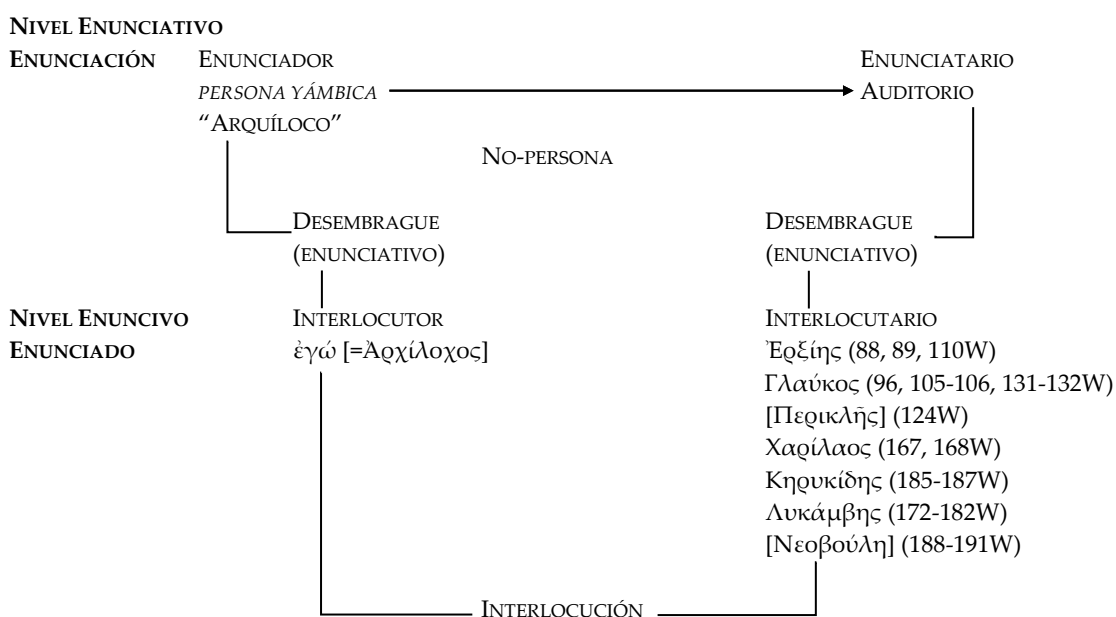 NIVEL ENUNCIATIVO
ENUNCIACIÓN ENUNCIADOR ENUNCIATARIO
PERSONA YÁMBICA AUDITORIO
“ARQUÍLOCO”
NO-PERSONA
DESEMBRAGUE DESEMBRAGUE
(ENUNCIATIVO) (ENUNCIATIVO)
NIVEL ENUNCIVO INTERLOCUTOR INTERLOCUTARIO
ENUNCIADO ἐγώ [=Ἀρχίλοχος] Ἐρξίης (88, 89, 110W)
Γλαύκος (96, 105-106, 131-132W)
[Περικλῆς] (124W)
Χαρίλαος (167, 168W)
Κηρυκίδης (185-187W)
Λυκάμβης (172-182W)
[Νεοβούλη] (188-191W)
INTERLOCUCIÓN